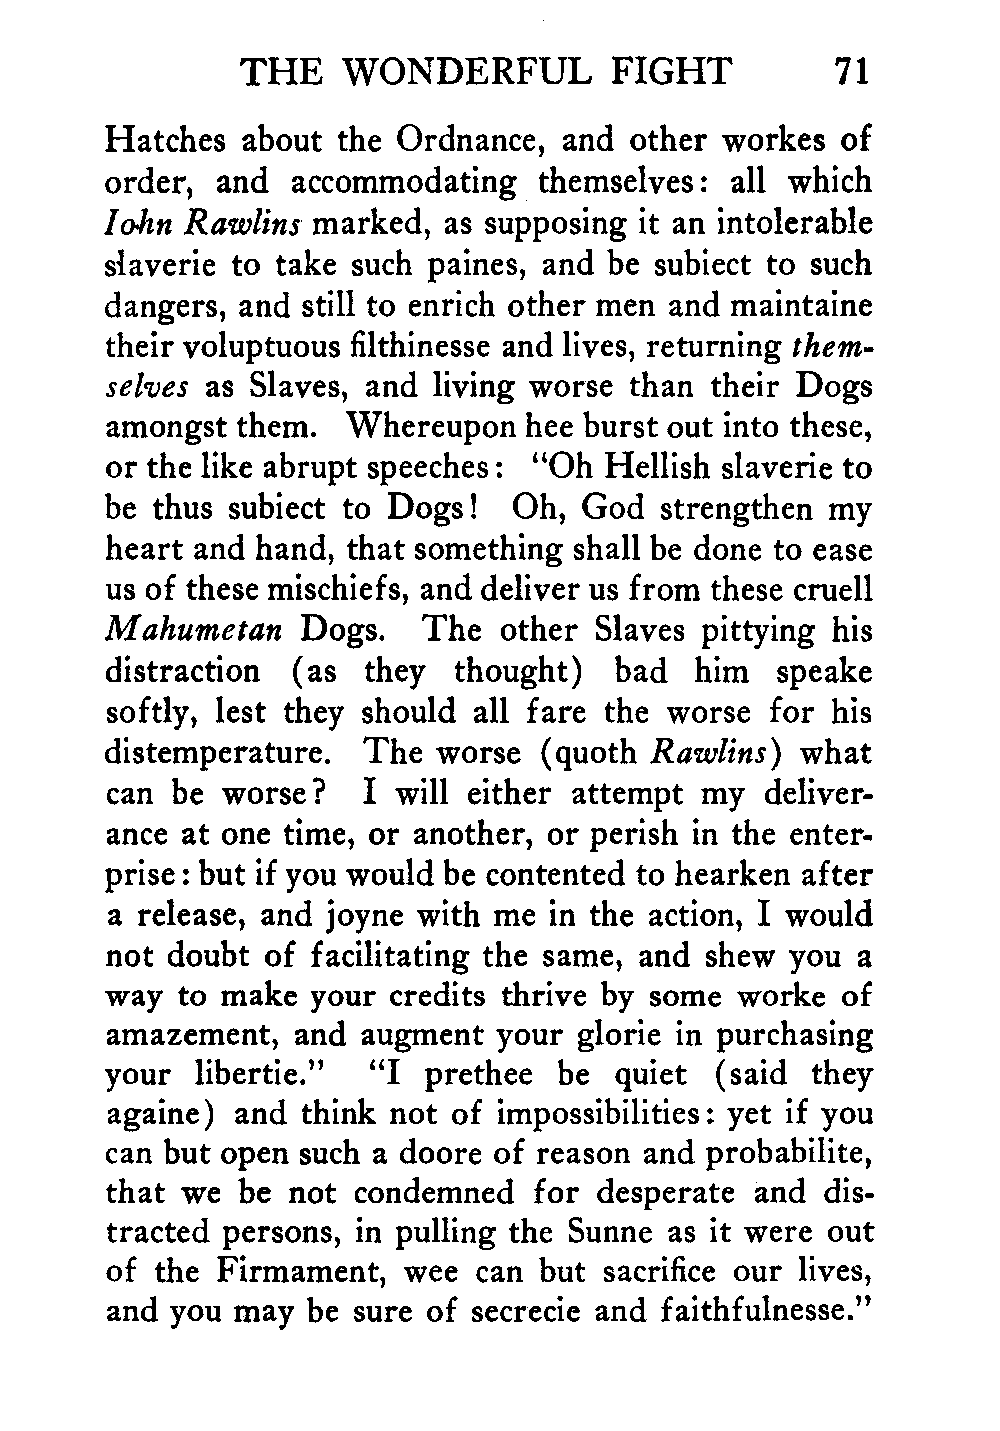 THE WONDERFUL FIGHT 71
Hatches about the Ordnance, and other workes of
order, and accommodating themselves: all which
Iohn Rawlins marked, as supposing it an intolerable
slaverie to take such paines, and be subiect to such
dangers, and still to enrich other men and maintaine
their voluptuous filthinesse and lives, returning them-
selves as Slaves, and living worse than their Dogs
amongst them. Whereupon hee burst out into these,
or the like abrupt speeches: "Oh Hellish slaverie to
be thus subiect to Dogs! Oh, God strengthen my
heart and hand, that something shall be done to ease
us of these mischiefs, and deliver us from these cruell
Mahumetan Dogs. The other Slaves pittying his
distraction (as they thought) bad him speake
softly, lest they should all fare the worse for his
distemperature. The worse (quoth Rawlins) what
can be worse? I will either attempt my deliver-
ance at one time, or another, or perish in the enter-
prise: but if you would be contented to hearken after
a release, and joyne with me in the action, I would
not doubt of facilitating the same, and shew you a
way to make your credits thrive by some worke of
amazement, and augment your glorie in purchasing
your libertie." "I prethee be quiet (said they
againe) and think not of impossibilities: yet if you
can but open such a doore of reason and probabilite,
that we be not condemned for desperate and dis-
tracted persons, in pulling the Sunne as it were out
of the Firmament, wee can but sacrifice our lives,
and you may be sure of secrecie and faithfulnesse."